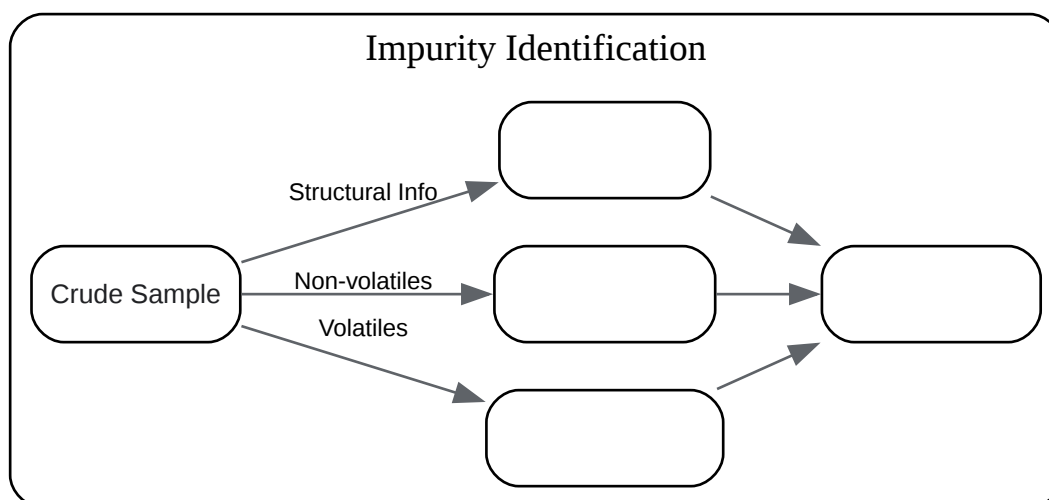 Impurity Identification
Structural Info
Crude Sample
Non-volatiles
Volatiles